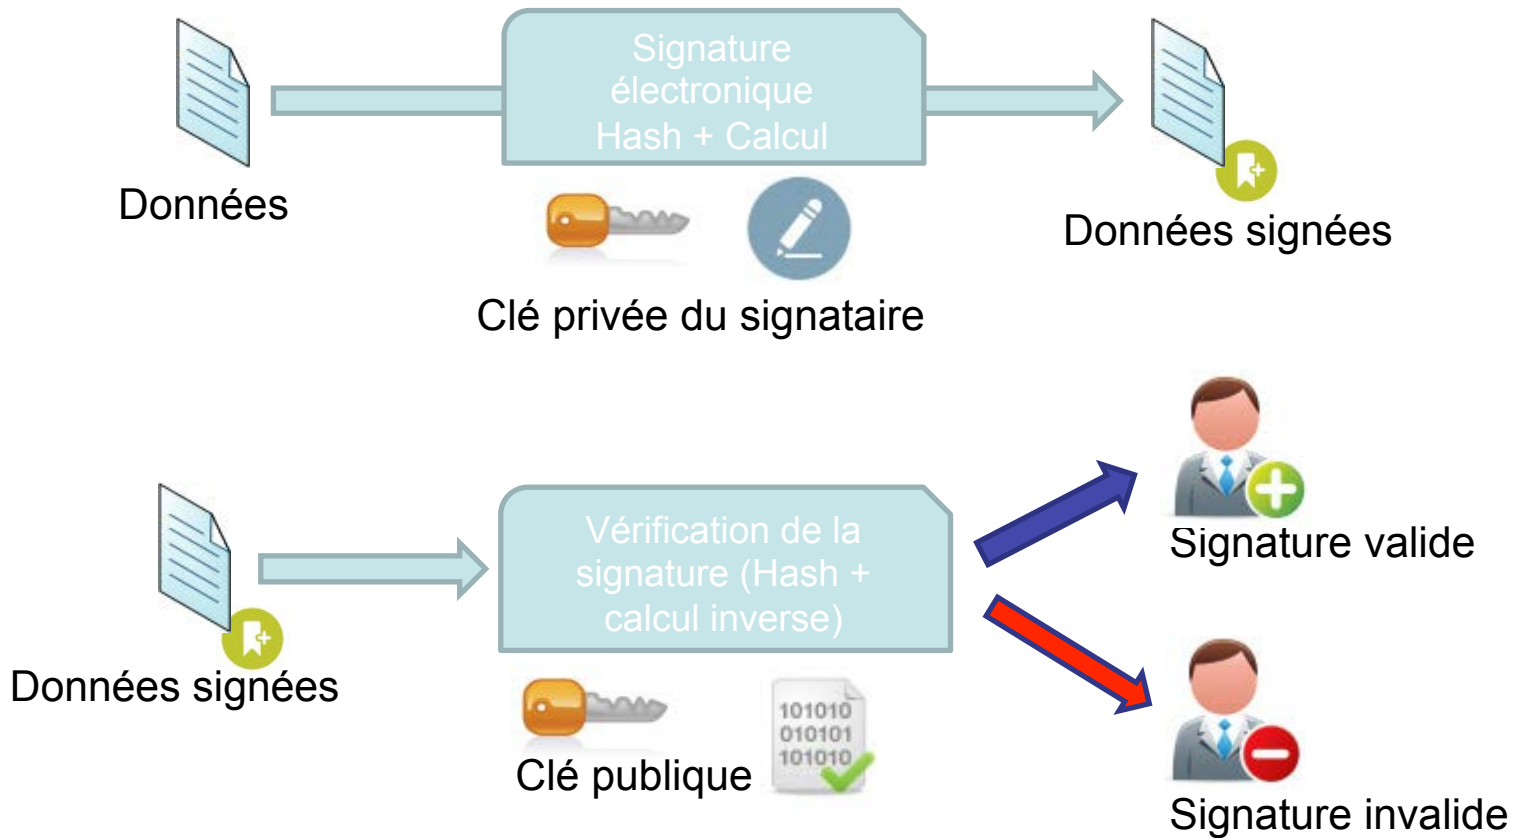 Signature
électronique
Hash + Calcul
Données
Données signées
Clé privée du signataire
Vérification de la
signature (Hash +
calcul inverse)
Signature valide
Données signées
101010
010101
101010
Clé publique
Signature invalide